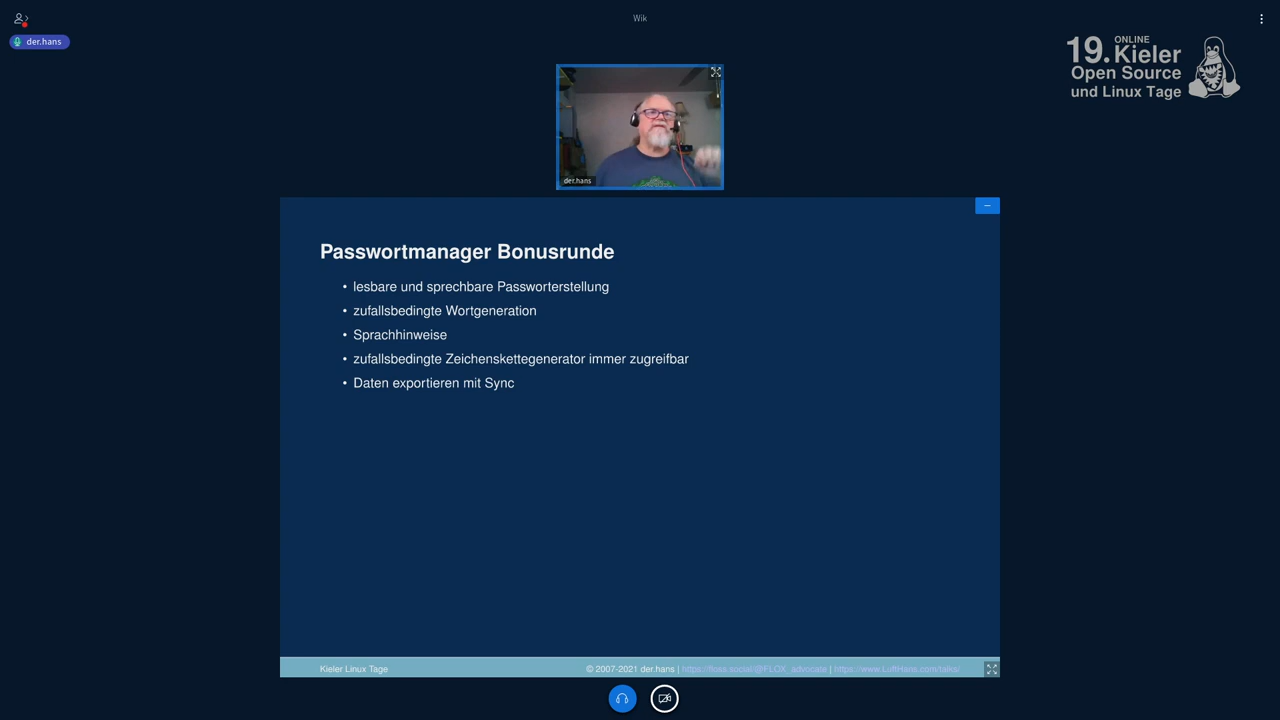 Wik
der.hans
19. ONLINE Kieler
Open Source
und Linux Tage
der.hans
Passwortmanager Bonusrunde
• lesbare und sprechbare Passworterstellung
• zufallsbedingte Wortgeneration
• Sprachhinweise
• zufallsbedingte Zeichenskettegenerator immer zugreifbar
• Daten exportieren mit Sync
Kieler Linux Tage
© 2007-2021 der.hans | https://floss.social/@FLOX_advocate | https://www.LuftHans.com/talks/